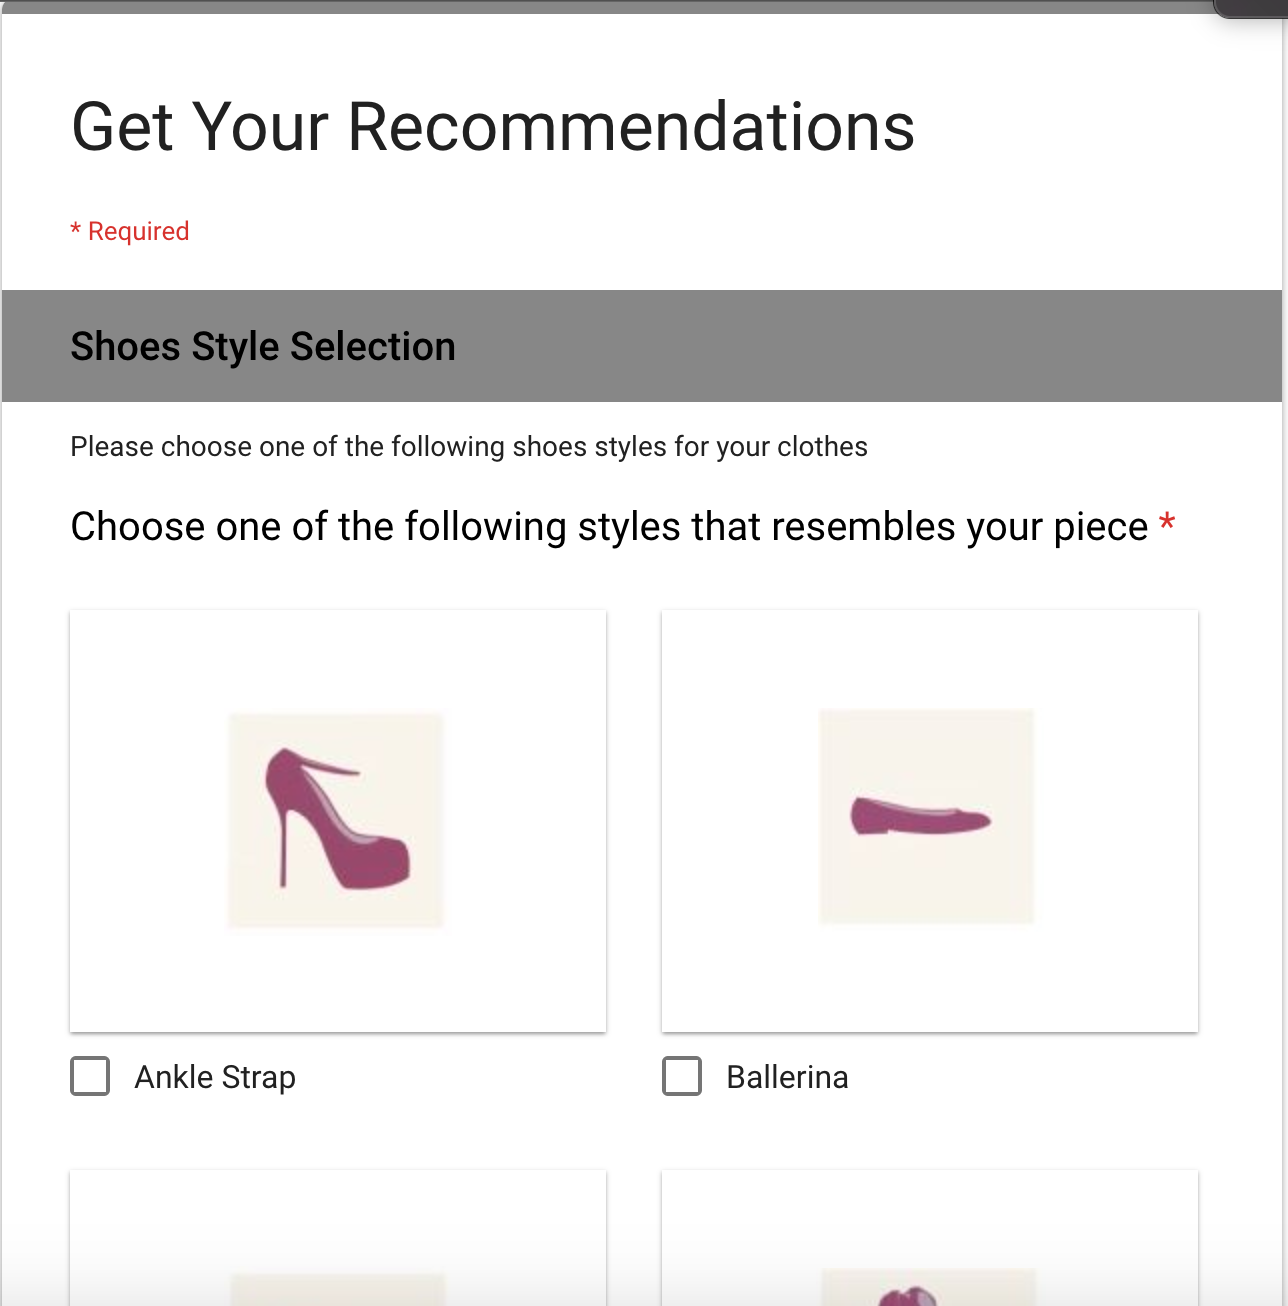 Get Your Recommendations
* Required
Shoes Style Selection
Please choose one of the following shoes styles for your clothes
Choose one of the following styles that resembles your piece *
Ankle Strap
Ballerina